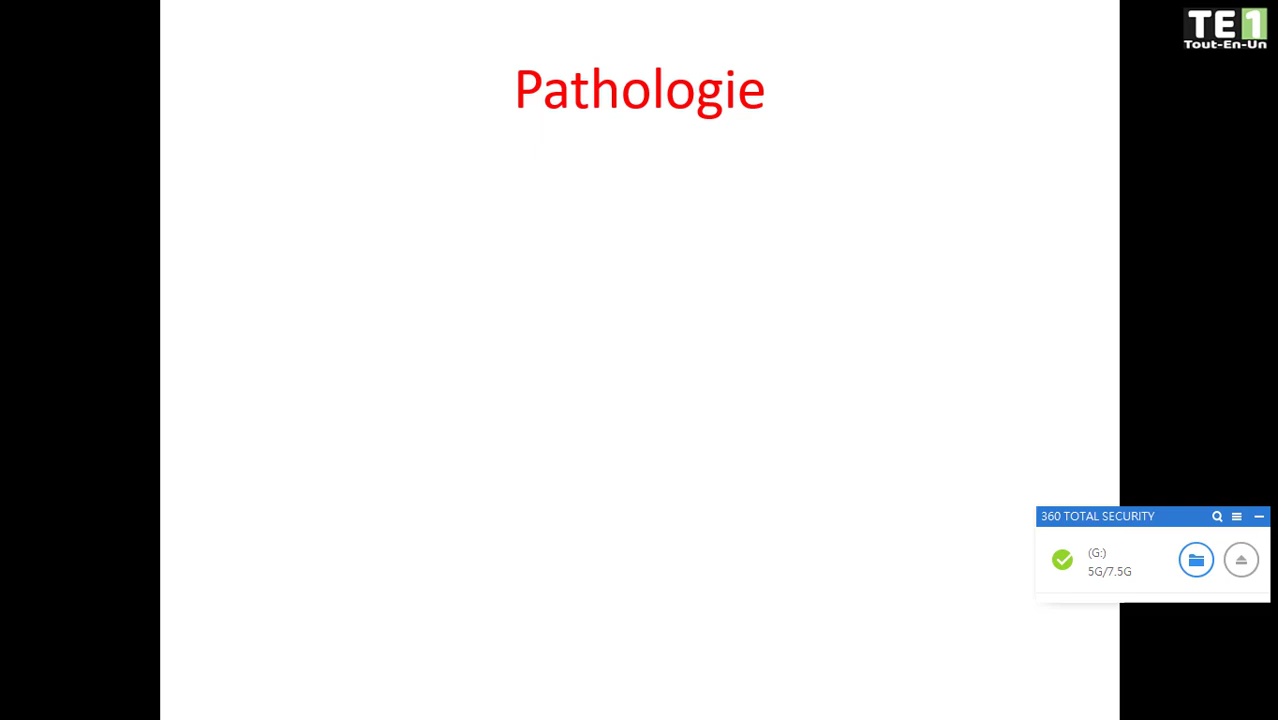 TE1
Tout-En-Un
Pathologie
360 TOTAL SECURITY
(G:)
5G/7.5G